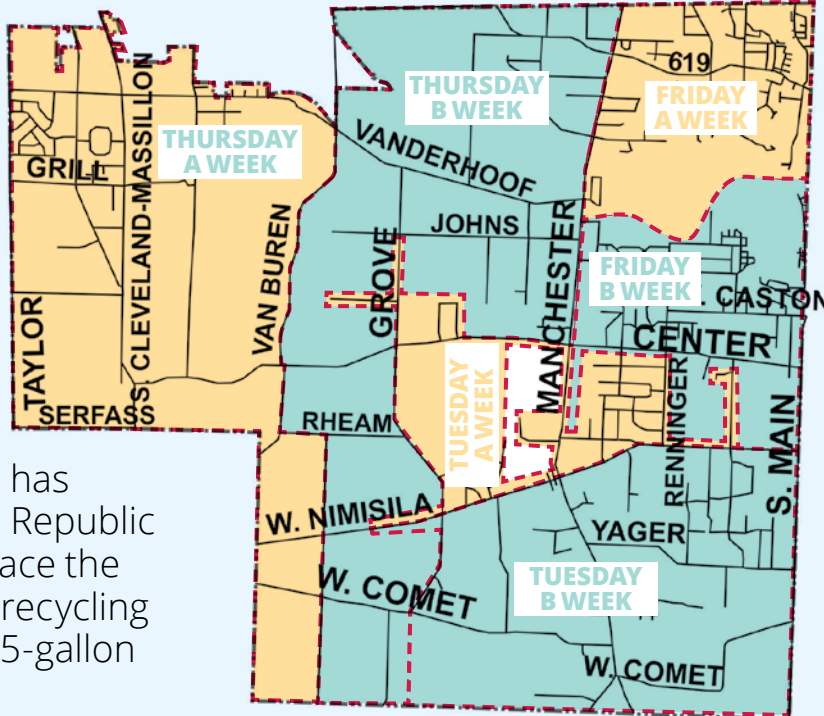 619
THURSDAY
B WEEK
FRIDAY
A WEEK
THURSDAY
A WEEK
GRILL
S. CLEVELAND-MASSILLON
VANDERHOOF
JOHNS
VAN BUREN
GROVE
MANCHESTER
FRIDAY
B WEEK
. CASTON
CENTER
TAYLOR
SERFASS
RHEAM
TUESDAY
A WEEK
RENNINGER
S. MAIN
has
Republic
ace the
recycling
5-gallon
W. NIMISILA
YAGER
W. COMET
TUESDAY
B WEEK
W. COMET